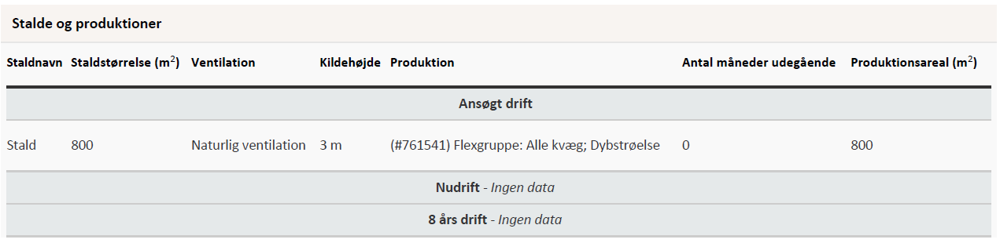 Stalde og produktioner
Staldnavn Staldstørrelse (m²) Ventilation Kildehøjde Produktion Antal måneder udegående Produktionsareal (m²)
Ansøgt drift
Stald 800 Naturlig ventilation 3 m (#761541) Flexgruppe: Alle kvæg; Dybstrøelse 0 800
Nudrift - Ingen data
8 års drift - Ingen data